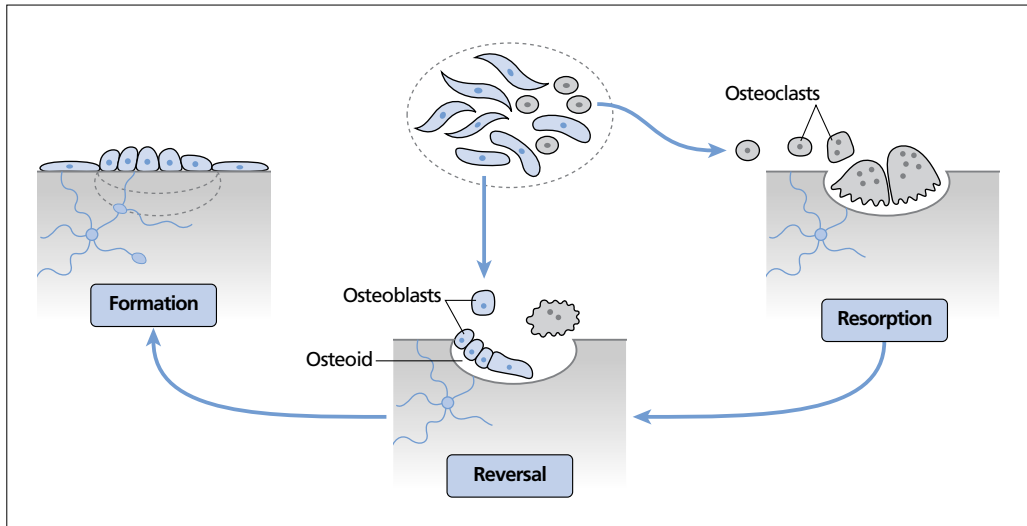 Osteoclasts
Formation
Osteoblasts
Resorption
Osteoid
Reversal